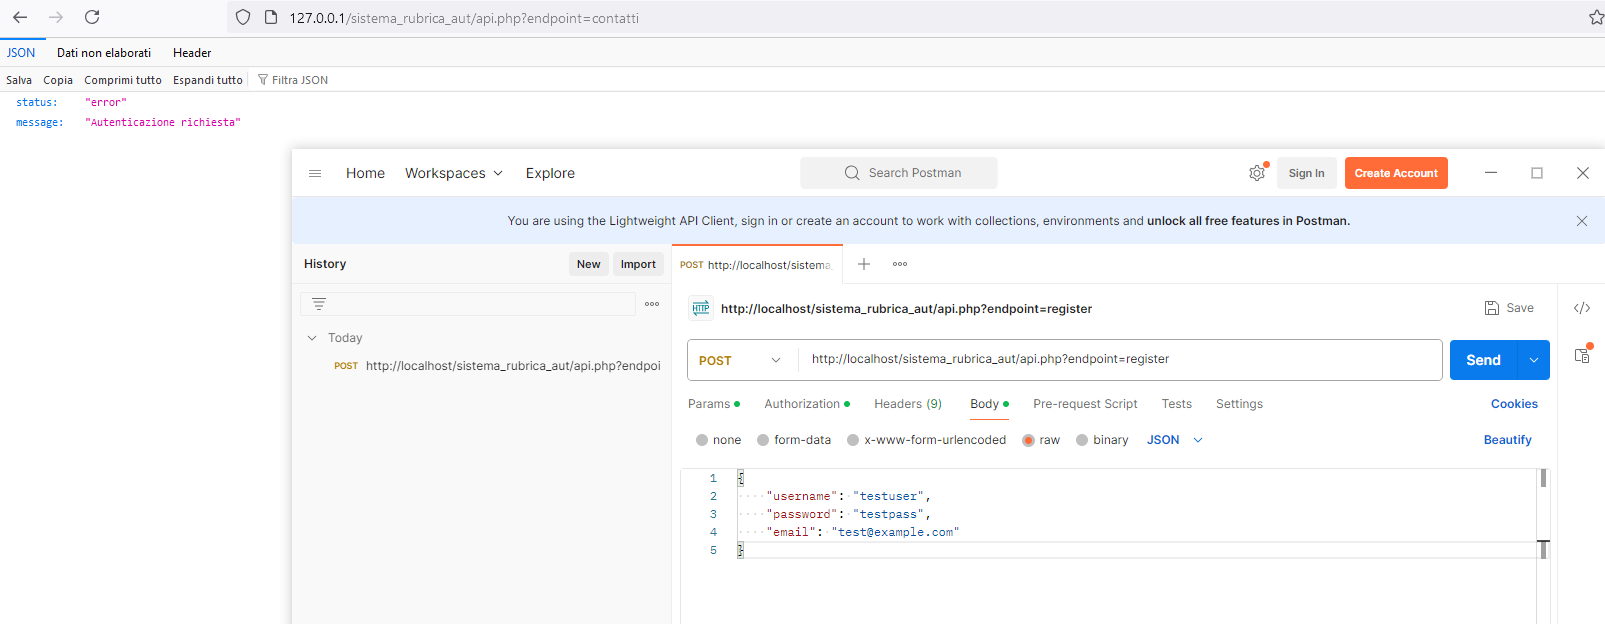 127.0.0.1/sistema_rubrica_aut/api.php?endpoint=contatti
JSON Dati non elaborati Header
Salva Copia Comprimi tutto Espandi tutto Filtra JSON
status: "error"
message: "Autenticazione richiesta"
Home Workspaces Explore Search Postman Sign In Create Account
You are using the Lightweight API Client, sign in or create an account to work with collections, environments and unlock all free features in Postman.
History New Import
POST http://localhost/sistema
Today
POST http://localhost/sistema_rubrica_aut/api.php?endpoi
HTTP http://localhost/sistema_rubrica_aut/api.php?endpoint=register Save
POST http://localhost/sistema_rubrica_aut/api.php?endpoint=register Send
Params Authorization Headers (9) Body Pre-request Script Tests Settings Cookies
none form-data x-www-form-urlencoded raw binary JSON Beautify
1 {
2 "username": "testuser",
3 "password": "testpass",
4 "email": "test@example.com"
5 }